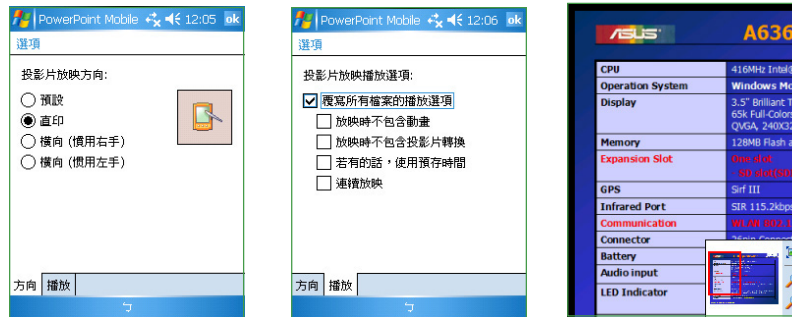 PowerPoint Mobile 12:05 ok
選項
投影片放映方向:
預設
直印
橫向 (慣用右手)
橫向 (慣用左手)
方向 播放
PowerPoint Mobile 12:06 ok
選項
投影片放映播放選項:
覆寫所有檔案的播放選項
放映時不包含動畫
放映時不包含投影片轉換
若有的話，使用預存時間
連續放映
方向 播放
ASUS A636
CPU 416MHz Intel®
Operation System Windows Mo
Display 3.5" Brilliant T
65k Full-Colors
QVGA, 240X32
Memory 128MB Flash a
Expansion Slot One slot
GPS Sirf III
Infrared Port SIR 115.2kbps
Communication WLAN 802.1
Connector 26pin Connect
Battery
Audio input
LED Indicator